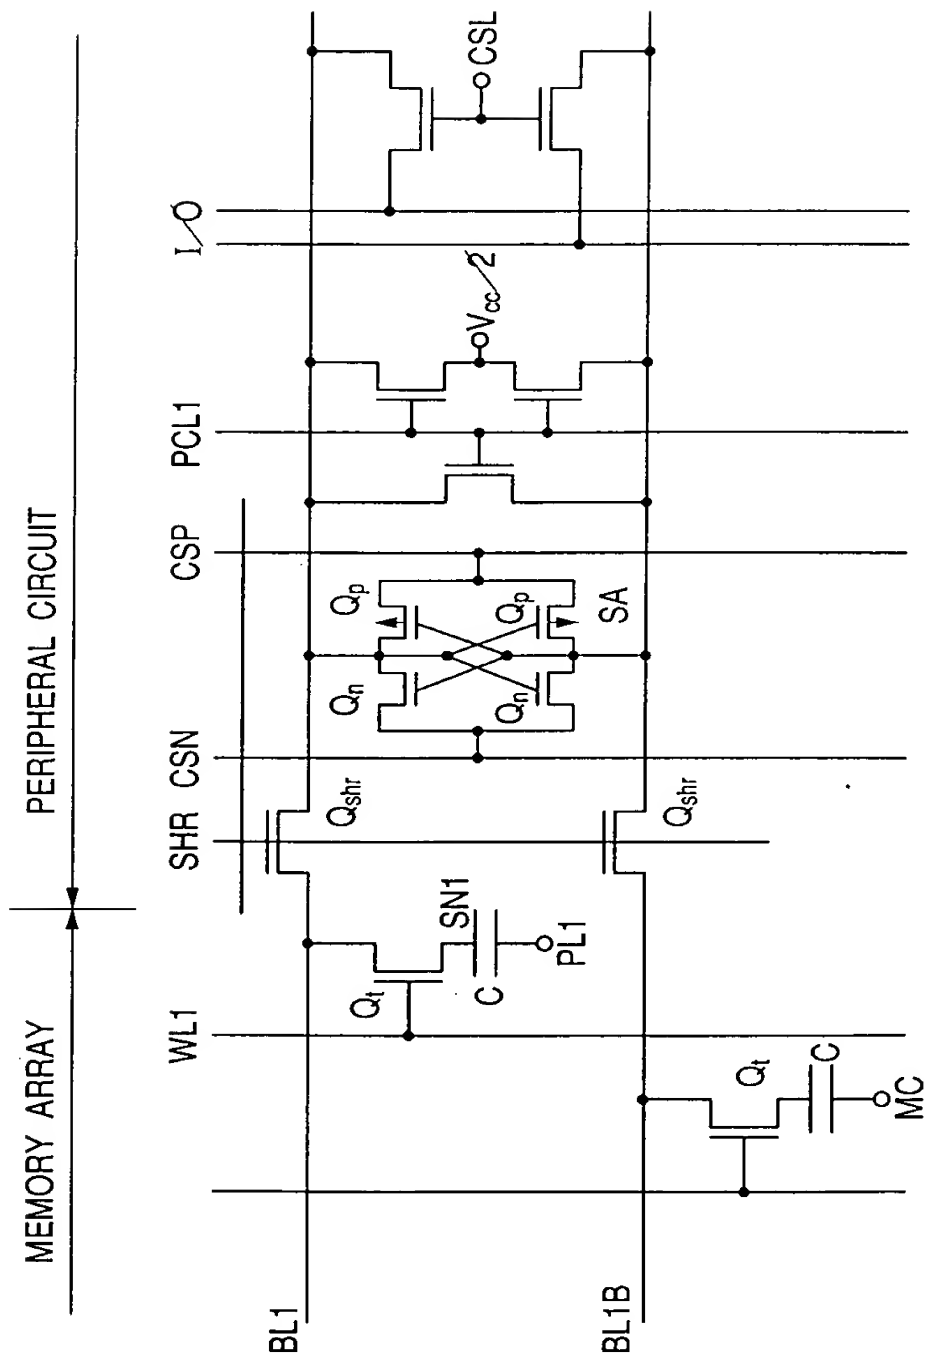 MEMORY ARRAY
PERIPHERAL CIRCUIT
WL1
SHR
CSN
CSP
PCL1
I/O
BL1
Qt
SN1
C
PL1
Qshr
Qn
Qp
Qn
Qp
SA
Vcc/2
CSL
BL1B
Qt
C
MC
Qshr